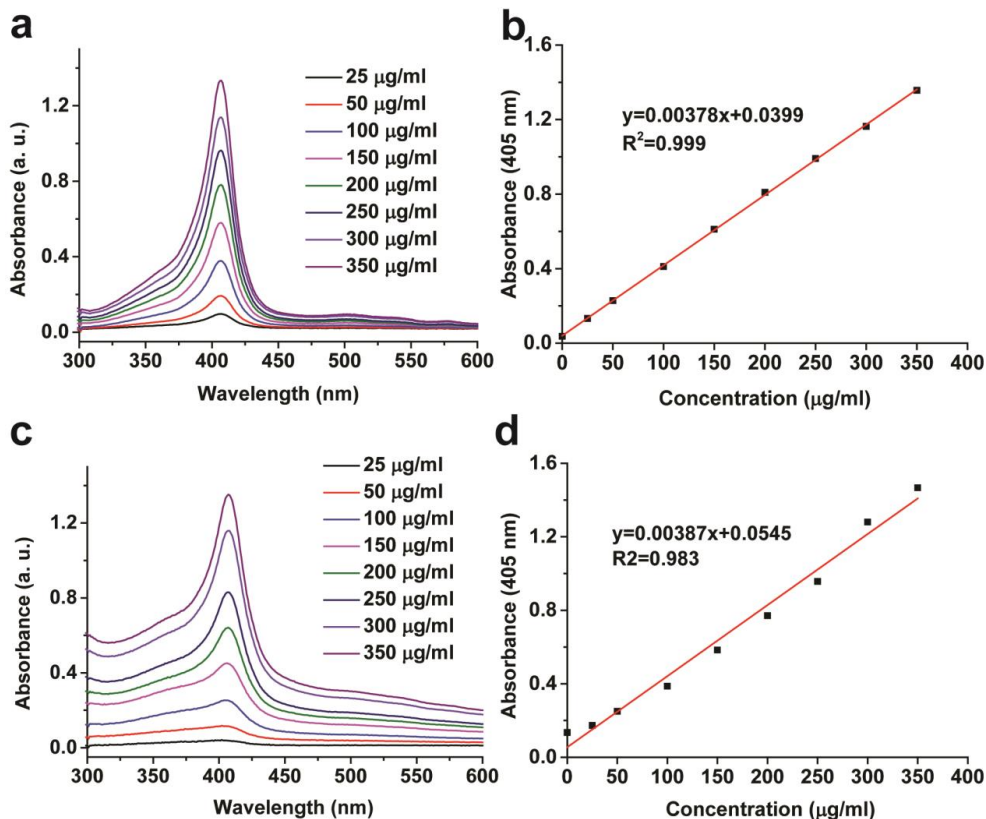 a
Absorbance (a. u.)
1.2
0.8
0.4
0.0
300 350 400 450 500 550 600
Wavelength (nm)
25 μg/ml
50 μg/ml
100 μg/ml
150 μg/ml
200 μg/ml
250 μg/ml
300 μg/ml
350 μg/ml
b
Absorbance (405 nm)
1.6
1.2
0.8
0.4
0.0
y=0.00378x+0.0399
R²=0.999
0 50 100 150 200 250 300 350 400
Concentration (μg/ml)
c
Absorbance (a. u.)
1.2
0.8
0.4
0.0
300 350 400 450 500 550 600
Wavelength (nm)
25 μg/ml
50 μg/ml
100 μg/ml
150 μg/ml
200 μg/ml
250 μg/ml
300 μg/ml
350 μg/ml
d
Absorbance (405 nm)
1.6
1.2
0.8
0.4
0.0
y=0.00387x+0.0545
R2=0.983
0 50 100 150 200 250 300 350 400
Concentration (μg/ml)